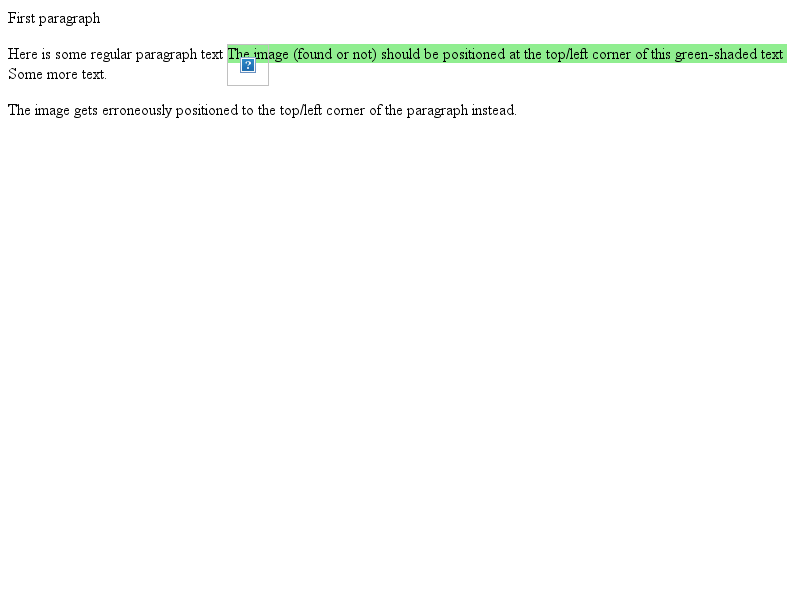 First paragraph
Here is some regular paragraph text The image (found or not) should be positioned at the top/left corner of this green-shaded text
Some more text.
The image gets erroneously positioned to the top/left corner of the paragraph instead.